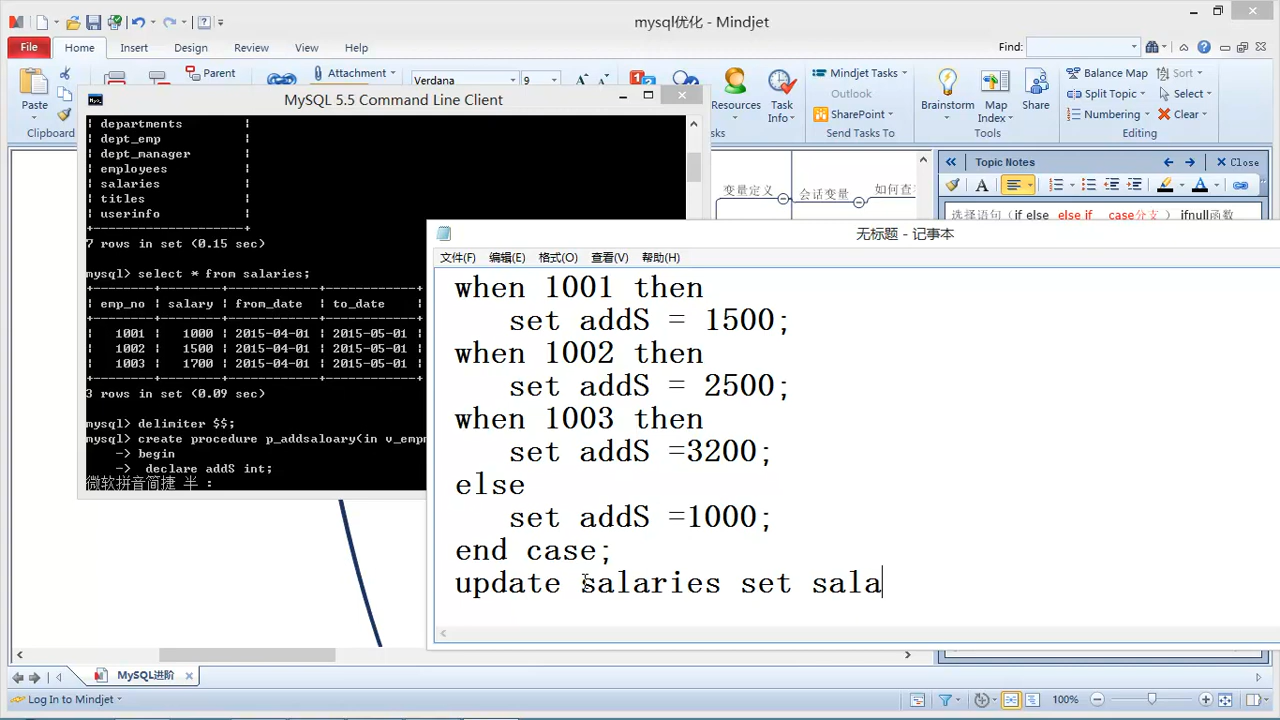 mysql优化 - Mindjet
File Home Insert Design Review View Help Find:
Paste
Clipboard
Parent
Attachment
Verdana 9
Resources
Task Info
Mindjet Tasks
Outlook
SharePoint
Send Tasks To
Brainstorm
Map Index
Share
Tools
Balance Map
Split Topic
Numbering
Sort
Select
Clear
Editing
MySQL 5.5 Command Line Client
| departments |
| dept_emp |
| dept_manager |
| employees |
| salaries |
| titles |
| userinfo |
+--------------------+
7 rows in set (0.15 sec)
mysql> select * from salaries;
| emp_no | salary | from_date | to_date |
| 1001 | 1000 | 2015-04-01 | 2015-05-01 |
| 1002 | 1500 | 2015-04-01 | 2015-05-01 |
| 1003 | 1700 | 2015-04-01 | 2015-05-01 |
3 rows in set (0.09 sec)
mysql> delimiter $$;
mysql> create procedure p_addsaloary(in v_empn
-> begin
-> declare addS int;
微软拼音简捷 半 :
变量定义
会话变量
如何查
Topic Notes
Close
选择语句（if else else if case分支 ）ifnull函数
无标题 - 记事本
文件(F) 编辑(E) 格式(O) 查看(V) 帮助(H)
when 1001 then
set addS = 1500;
when 1002 then
set addS = 2500;
when 1003 then
set addS =3200;
else
set addS =1000;
end case;
update salaries set sala
MySQL进阶
Log In to Mindjet
100%